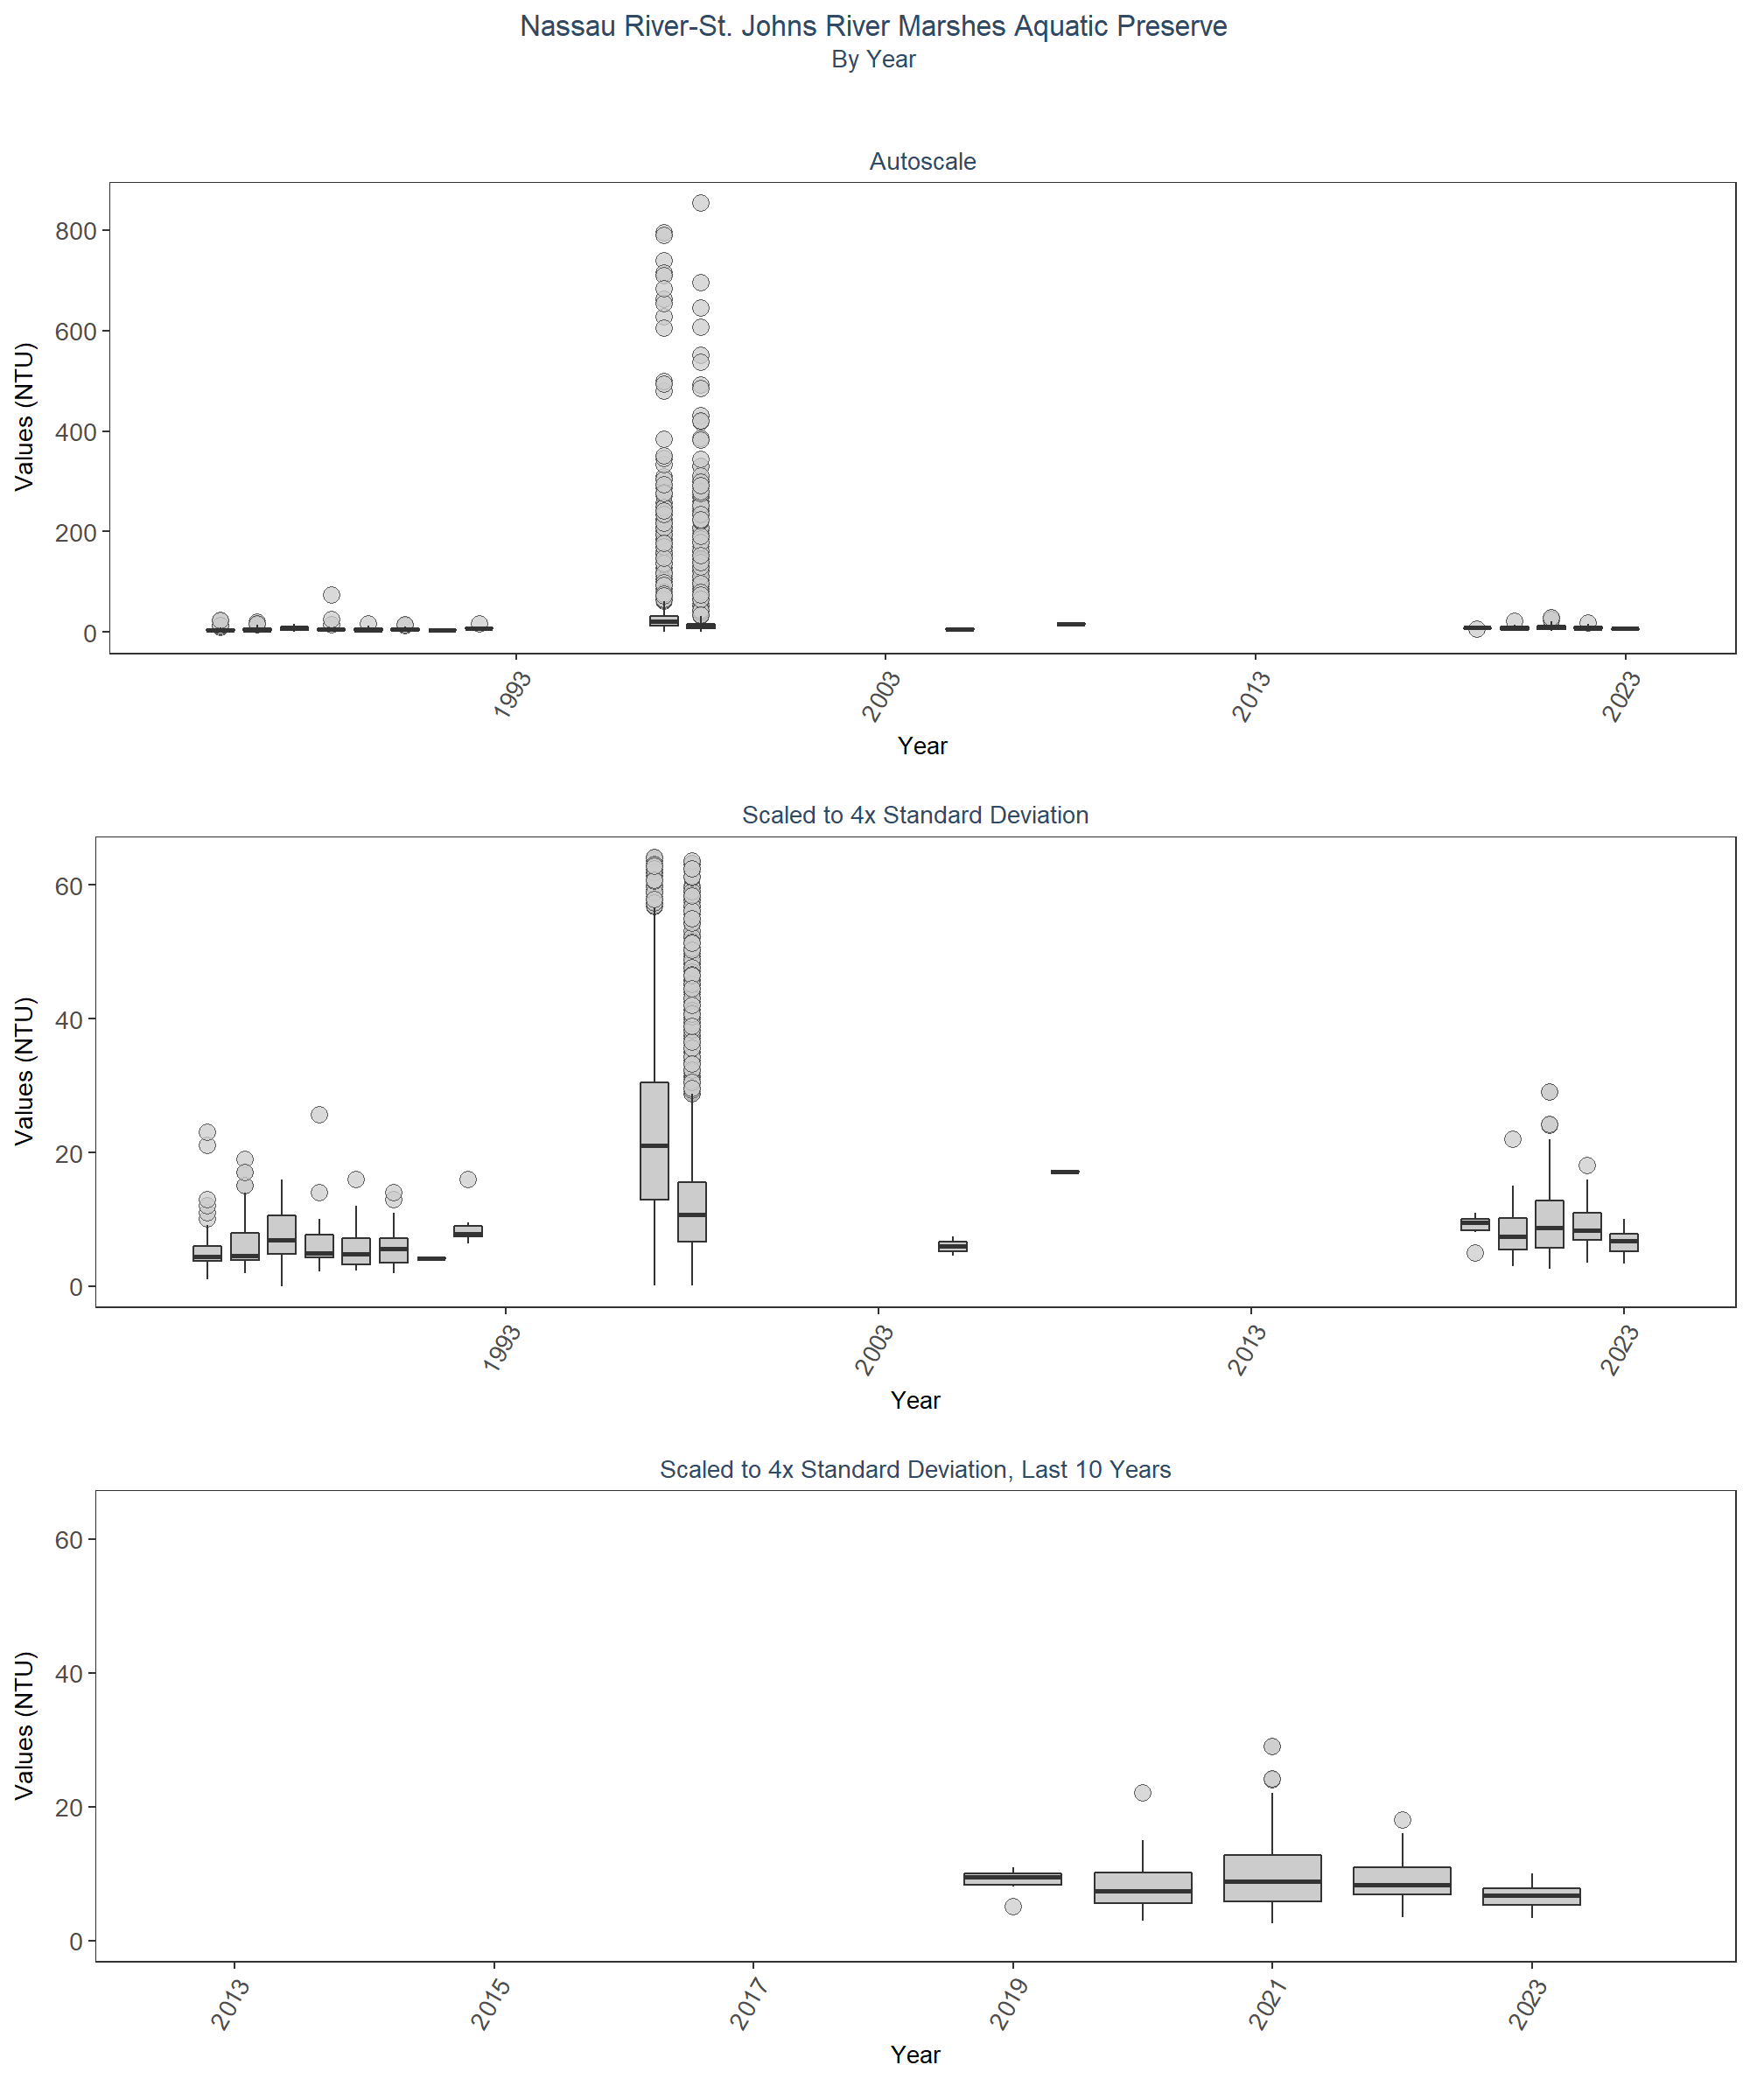 Nassau River-St. Johns River Marshes Aquatic Preserve
By Year
Autoscale
Values (NTU)
800
600
400
200
0
1993
2003
2013
2023
Year
Scaled to 4x Standard Deviation
Values (NTU)
60
40
20
0
1993
2003
2013
2023
Year
Scaled to 4x Standard Deviation, Last 10 Years
Values (NTU)
60
40
20
0
2013
2015
2017
2019
2021
2023
Year